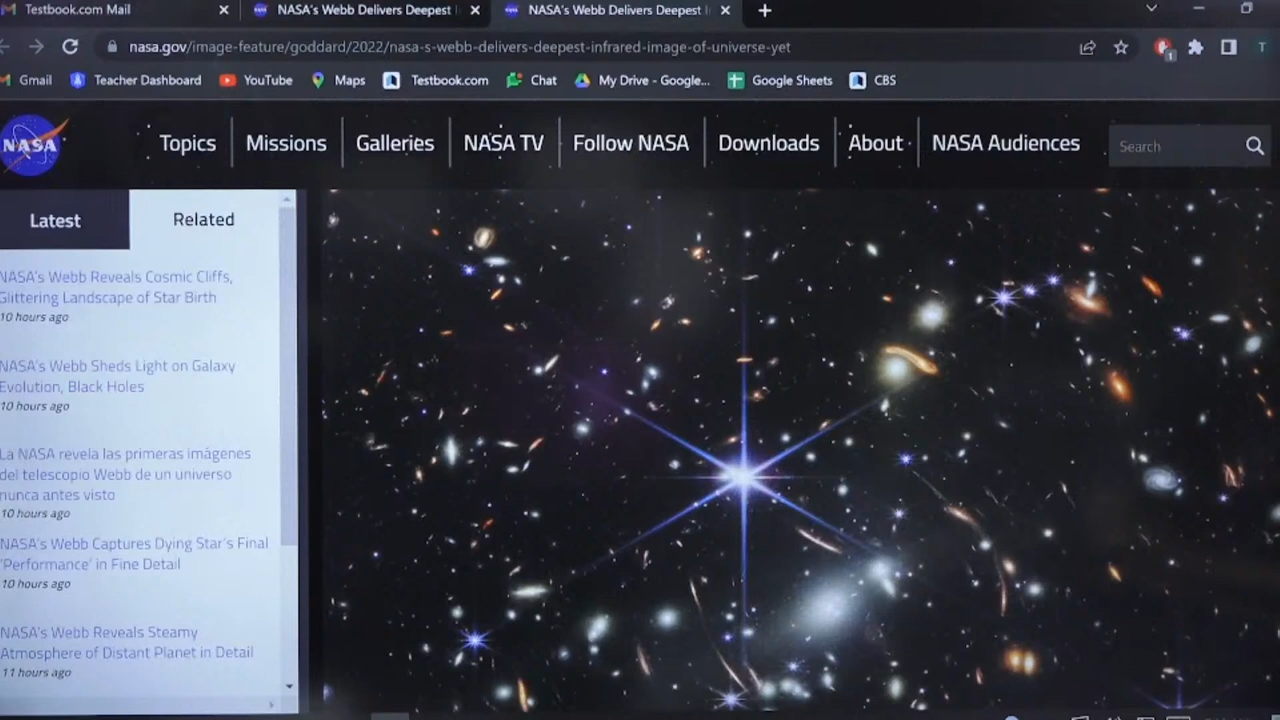 Testbook.com Mail
NASA's Webb Delivers Deepest
NASA's Webb Delivers Deepest
nasa.gov/image-feature/goddard/2022/nasa-s-webb-delivers-deepest-infrared-image-of-universe-yet
1
T
Gmail Teacher Dashboard YouTube Maps Testbook.com Chat My Drive - Google... Google Sheets CBS
NASA
Topics Missions Galleries NASA TV Follow NASA Downloads About NASA Audiences Search
Latest Related
NASA's Webb Reveals Cosmic Cliffs,
Glittering Landscape of Star Birth
10 hours ago
NASA's Webb Sheds Light on Galaxy
Evolution, Black Holes
10 hours ago
La NASA revela las primeras imágenes
del telescopio Webb de un universo
nunca antes visto
10 hours ago
NASA's Webb Captures Dying Star's Final
'Performance' in Fine Detail
10 hours ago
NASA's Webb Reveals Steamy
Atmosphere of Distant Planet in Detail
11 hours ago